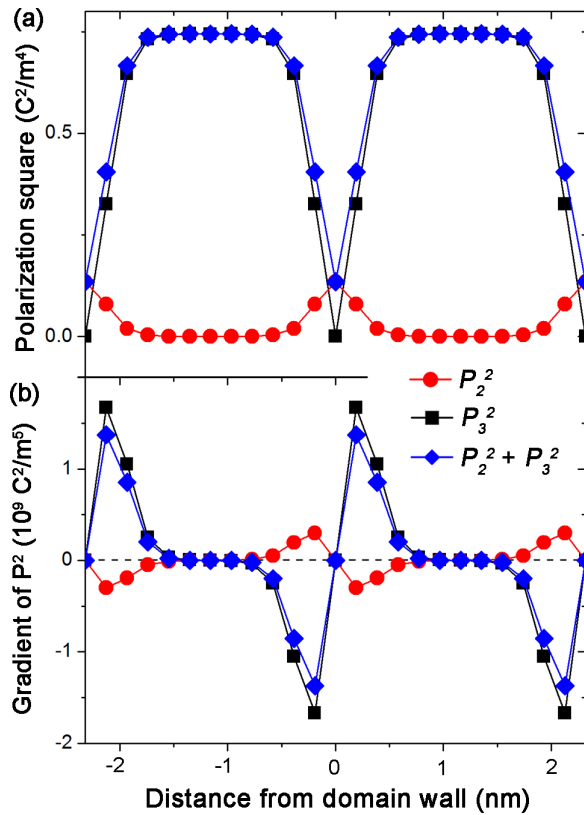 (a)
Polarization square (C²/m⁴)
0.5
0.0
(b)
P₂²
P₃²
P₂² + P₃²
Gradient of P² (10⁹ C²/m⁵)
1
0
-1
-2
-2
-1
0
1
2
Distance from domain wall (nm)